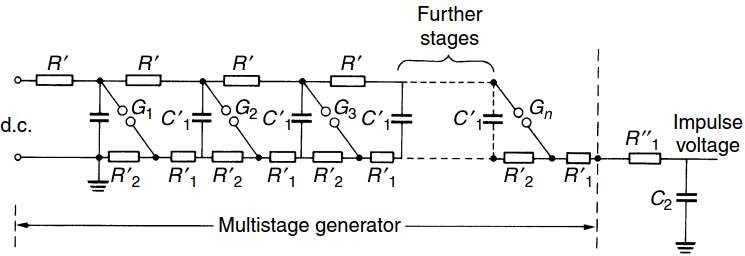 Further
stages
R′ R′ R′ R′
d.c.
G₁ C′₁ G₂ C′₁ G₃ C′₁ C′₁ Gₙ
R″₁
Impulse
voltage
R′₂ R′₁ R′₂ R′₁ R′₂ R′₁ R′₂ R′₁
C₂
Multistage generator